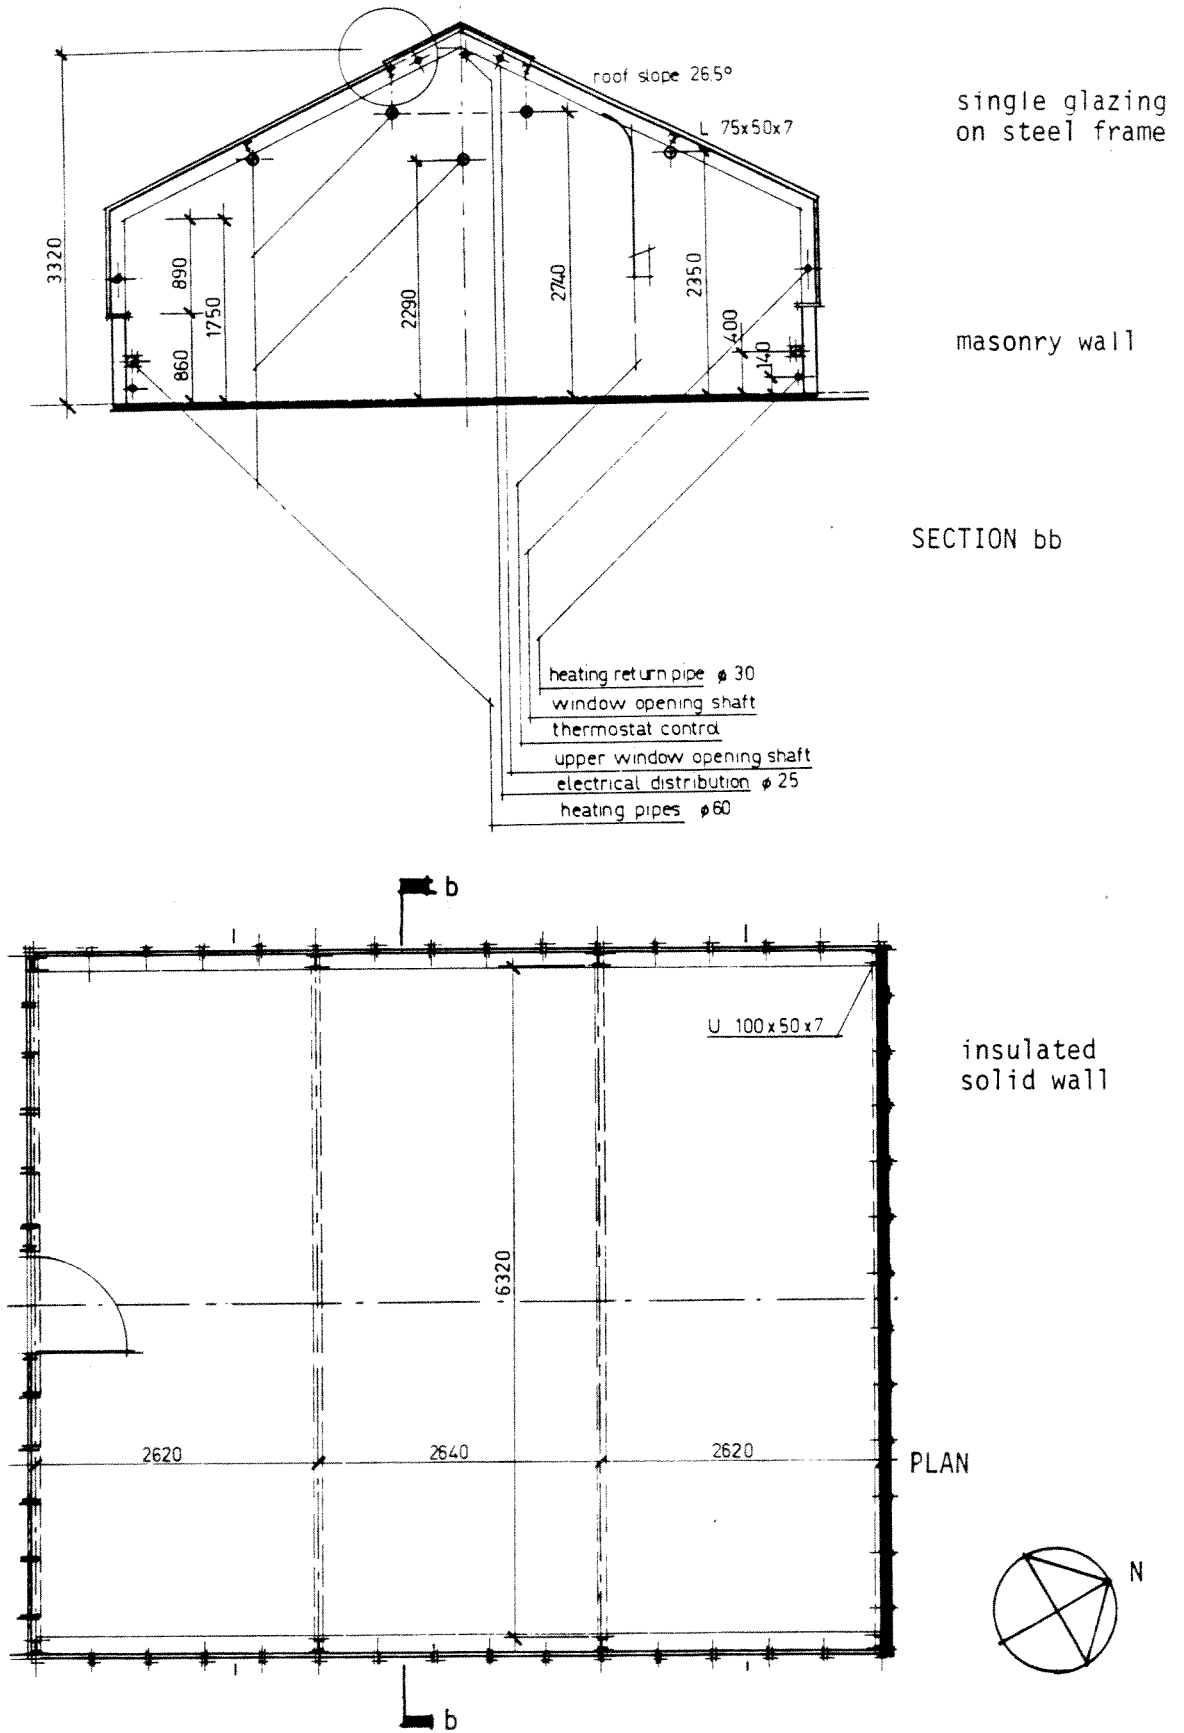 roof slope 26.5°
single glazing
on steel frame
L 75x50x7
3320
890
1750
860
2290
2740
2350
400
140
masonry wall
SECTION bb
heating return pipe ø 30
window opening shaft
thermostat control
upper window opening shaft
electrical distribution ø 25
heating pipes ø60
b
U 100x50x7
insulated
solid wall
6320
2620
2640
2620
PLAN
N
b